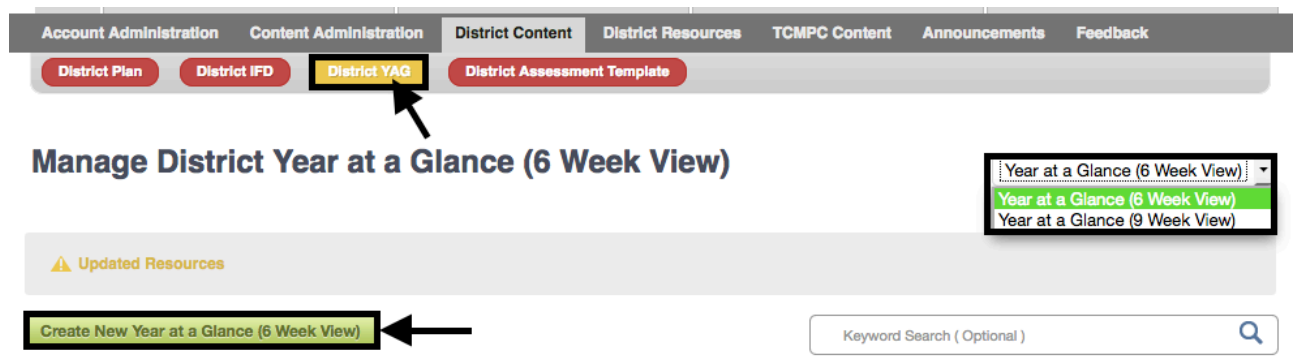 Account Administration Content Administration District Content District Resources TCMPC Content Announcements Feedback
District Plan District IFD District YAG District Assessment Template
Manage District Year at a Glance (6 Week View)
Year at a Glance (6 Week View)
Year at a Glance (6 Week View)
Year at a Glance (9 Week View)
Updated Resources
Create New Year at a Glance (6 Week View)
Keyword Search ( Optional )